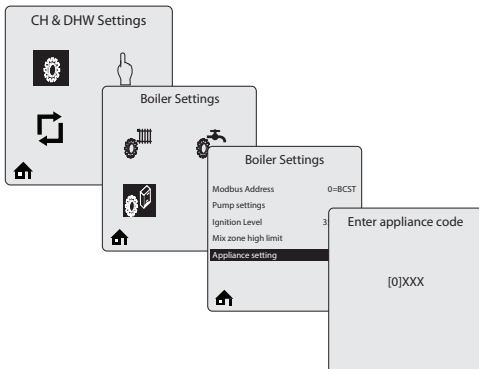 CH & DHW Settings
Boiler Settings
Boiler Settings
Modbus Address 0=BCST
Pump settings
Ignition Level
Mix zone high limit
Appliance setting
Enter appliance code
[0]XXX